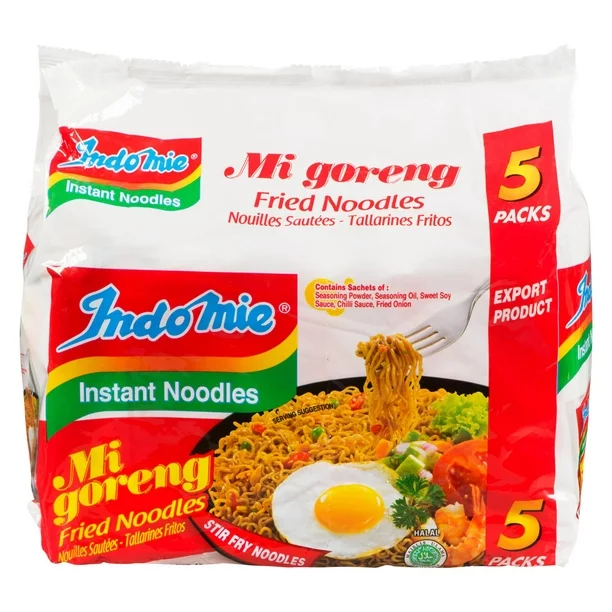 Indomie®
Instant Noodles
Mi goreng
Fried Noodles
Nouilles Sautées - Tallarines Fritos
5
PACKS
EXPORT
PRODUCT
Contains Sachets of :
Seasoning Powder, Seasoning Oil, Sweet Soy
Sauce, Chilli Sauce, Fried Onion
Indomie®
Instant Noodles
SERVING SUGGESTION
Mi
goreng
Fried Noodles
Nouilles Sautées - Tallarines Fritos
STIR FRY NOODLES
HALAL
5
PACKS